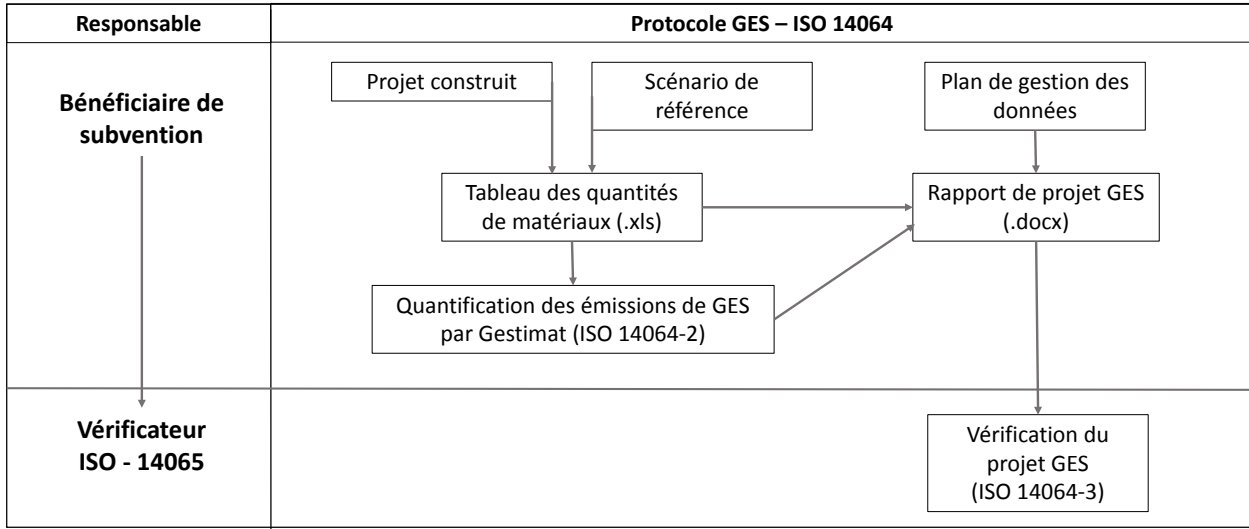 Responsable
Protocole GES – ISO 14064
Bénéficiaire de
subvention
Projet construit
Scénario de
référence
Plan de gestion des
données
Tableau des quantités
de matériaux (.xls)
Rapport de projet GES
(.docx)
Quantification des émissions de GES
par Gestimat (ISO 14064-2)
Vérificateur
ISO - 14065
Vérification du
projet GES
(ISO 14064-3)